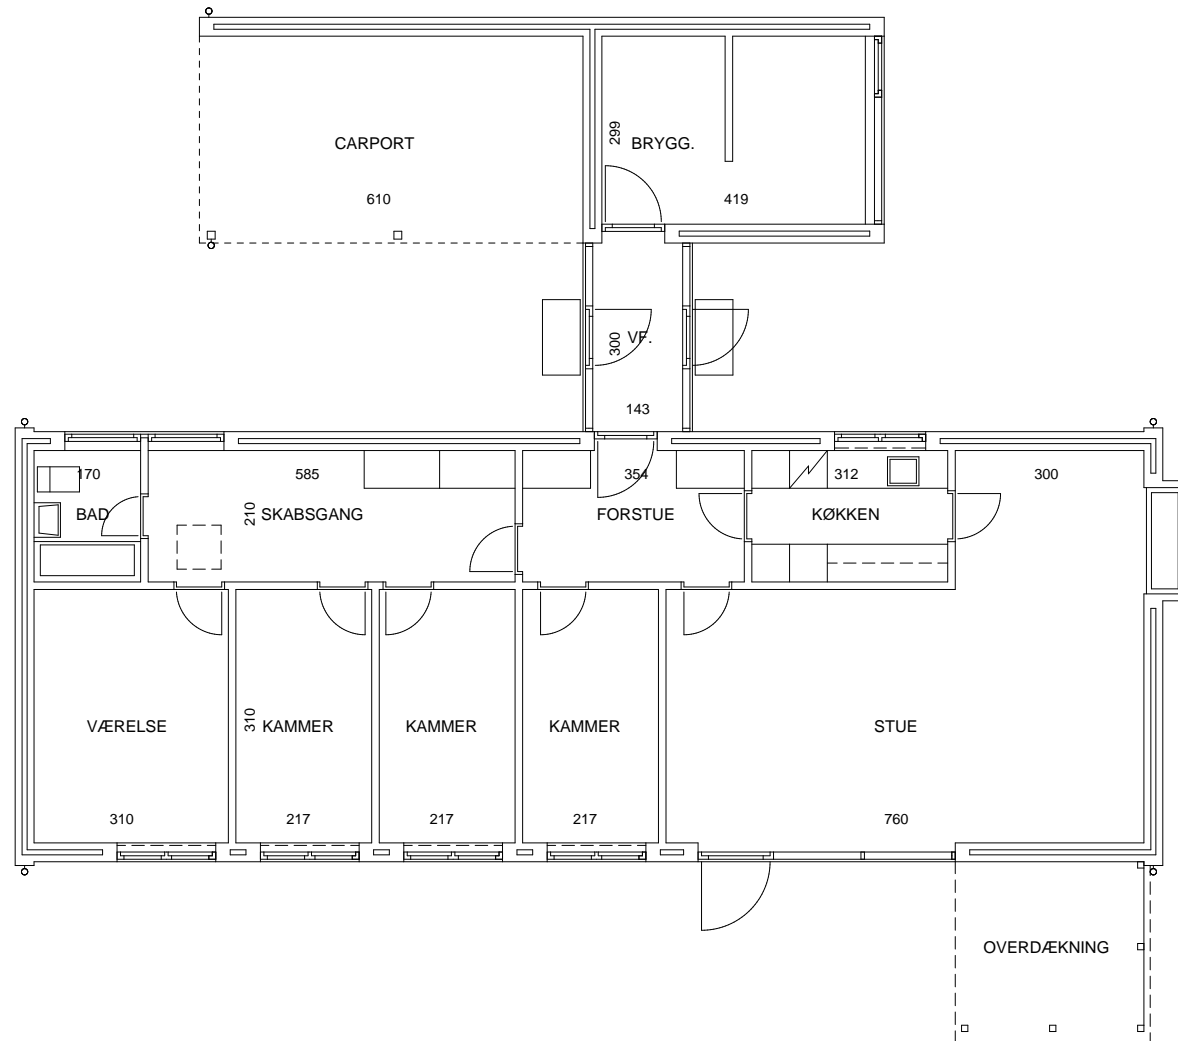 CARPORT
610
299
BRYGG.
419
300
VF.
143
170
585
354
312
300
BAD
210
SKABSGANG
FORSTUE
KØKKEN
VÆRELSE
310
KAMMER
KAMMER
KAMMER
STUE
310
217
217
217
760
OVERDÆKNING